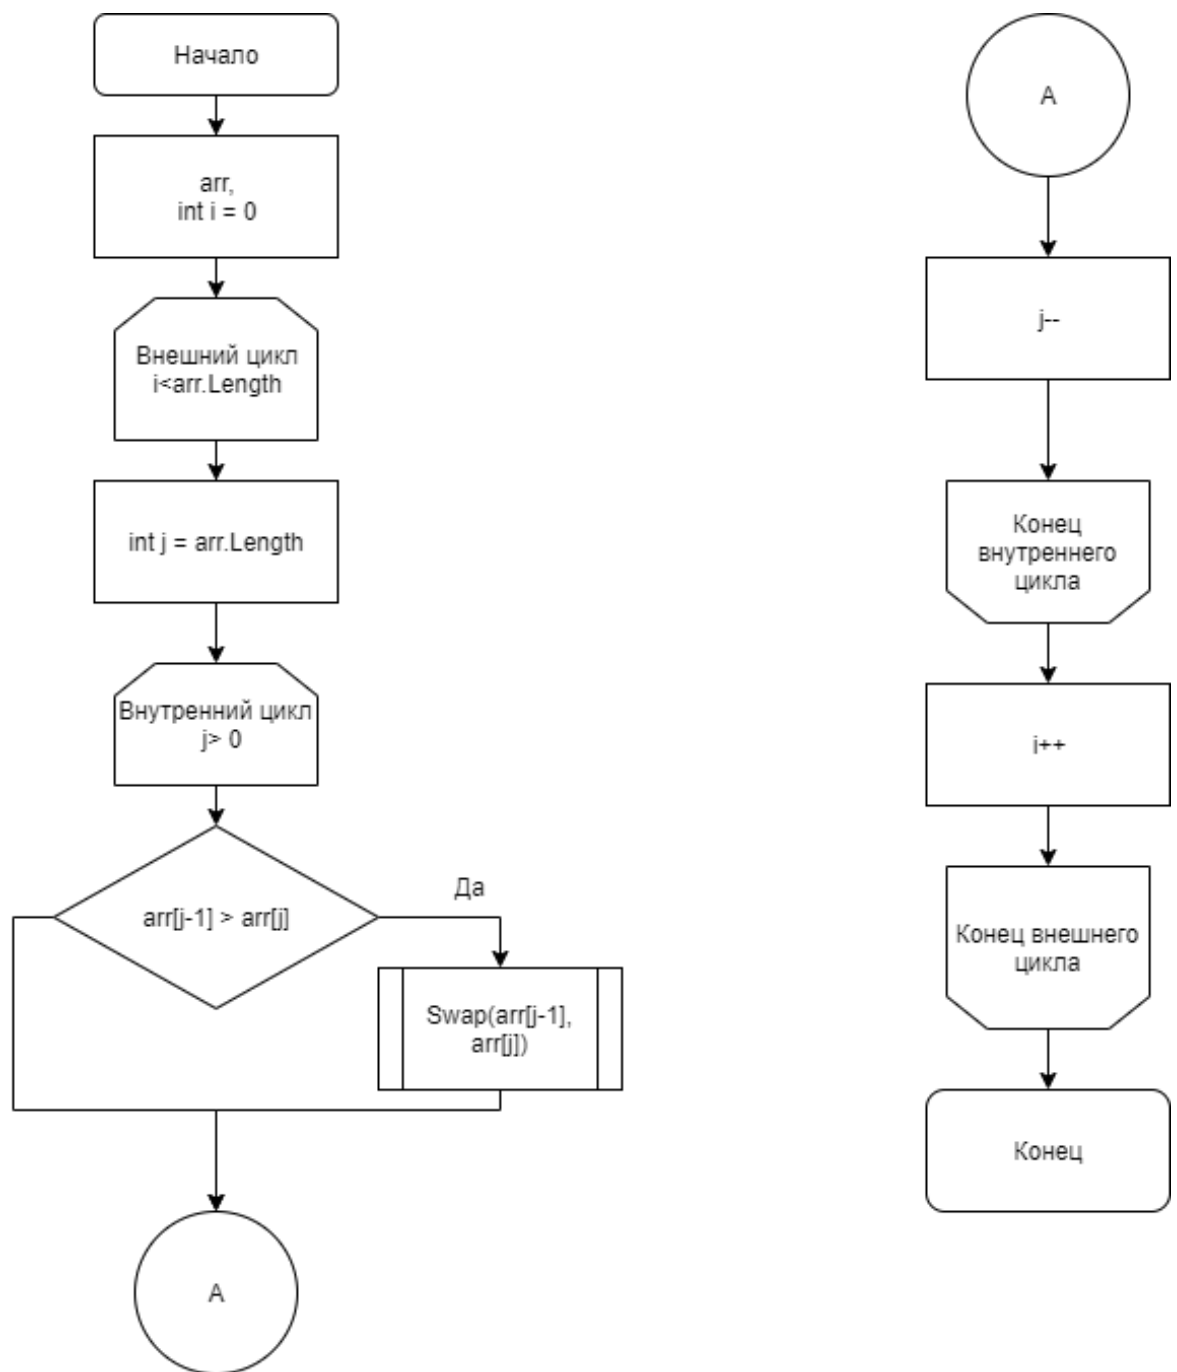 Начало
arr,
int i = 0
Внешний цикл
i<arr.Length
int j = arr.Length
Внутренний цикл
j> 0
arr[j-1] > arr[j]
Да
Swap(arr[j-1],
arr[j])
А
А
j--
Конец
внутреннего
цикла
i++
Конец внешнего
цикла
Конец